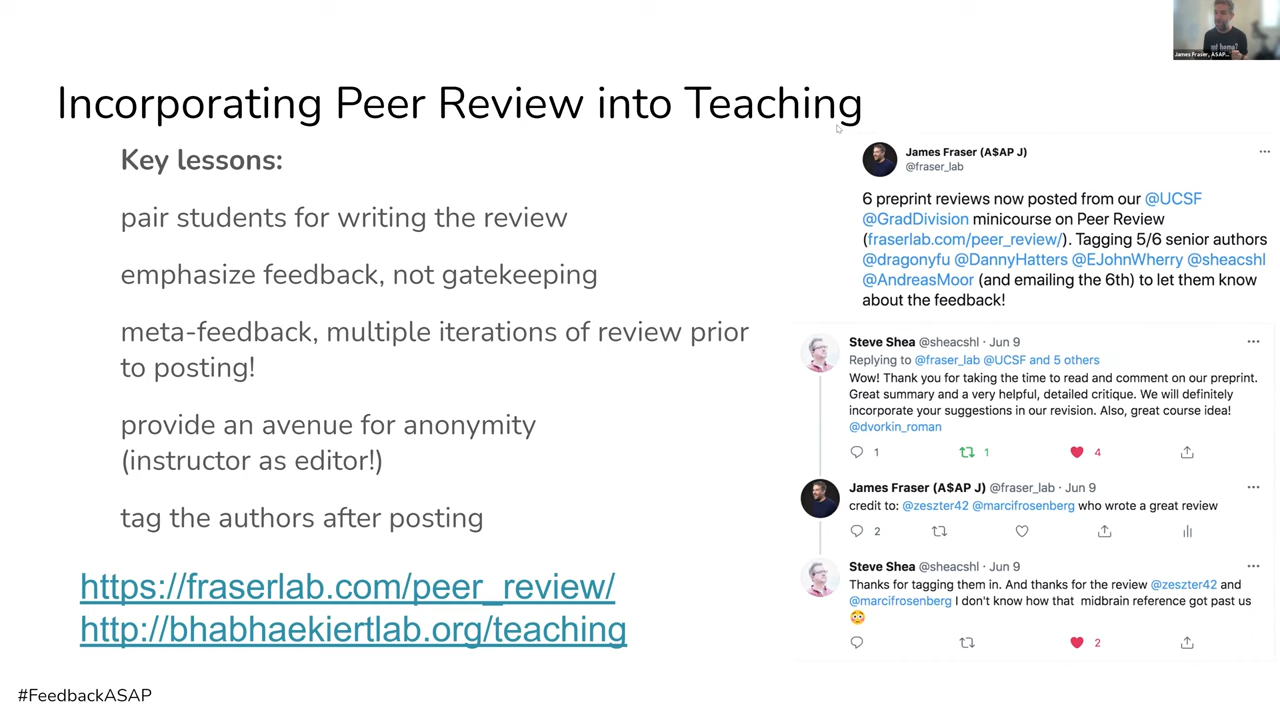 James Fraser, ASAP...
Incorporating Peer Review into Teaching
Key lessons:
pair students for writing the review
emphasize feedback, not gatekeeping
meta-feedback, multiple iterations of review prior
to posting!
provide an avenue for anonymity
(instructor as editor!)
tag the authors after posting
https://fraserlab.com/peer_review/
http://bhabhaekiertlab.org/teaching
#FeedbackASAP
James Fraser (A$AP J)
@fraser_lab
6 preprint reviews now posted from our @UCSF
@GradDivision minicourse on Peer Review
(fraserlab.com/peer_review/). Tagging 5/6 senior authors
@dragonyfu @DannyHatters @EJohnWherry @sheacshl
@AndreasMoor (and emailing the 6th) to let them know
about the feedback!
Steve Shea @sheacshl · Jun 9
Replying to @fraser_lab @UCSF and 5 others
Wow! Thank you for taking the time to read and comment on our preprint.
Great summary and a very helpful, detailed critique. We will definitely
incorporate your suggestions in our revision. Also, great course idea!
@dvorkin_roman
1 1 4
James Fraser (A$AP J) @fraser_lab · Jun 9
credit to: @zeszter42 @marcifrosenberg who wrote a great review
2
Steve Shea @sheacshl · Jun 9
Thanks for tagging them in. And thanks for the review @zeszter42 and
@marcifrosenberg I don't know how that midbrain reference got past us
😳
2